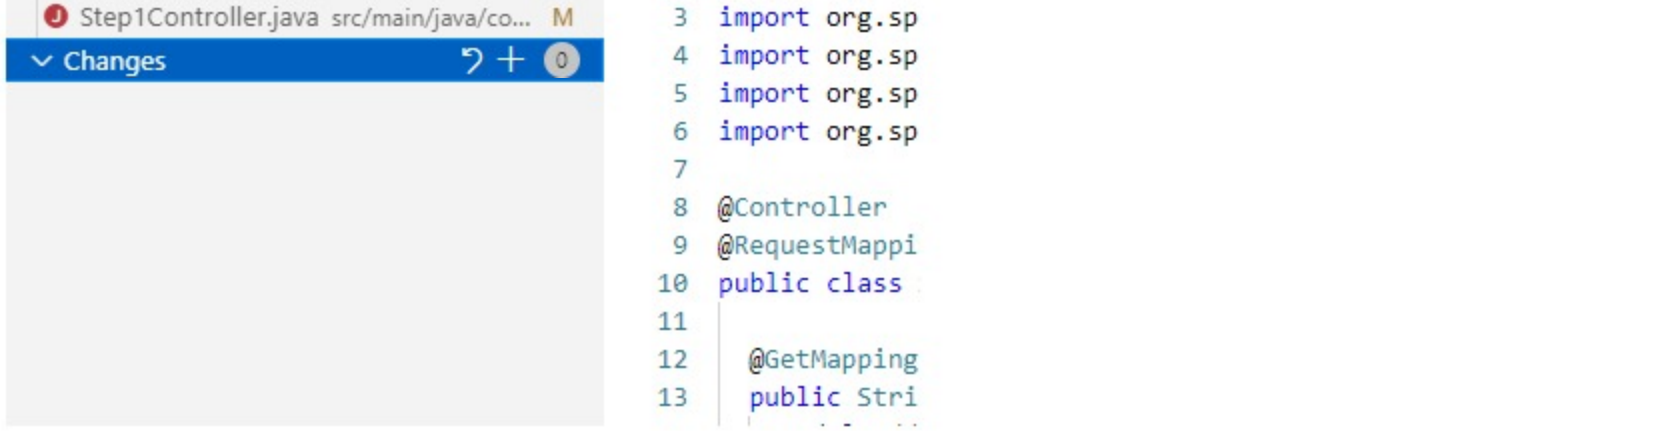 Step1Controller.java src/main/java/co... M
Changes 0
3 import org.sp
4 import org.sp
5 import org.sp
6 import org.sp
7
8 @Controller
9 @RequestMappi
10 public class
11
12 @GetMapping
13 public Stri